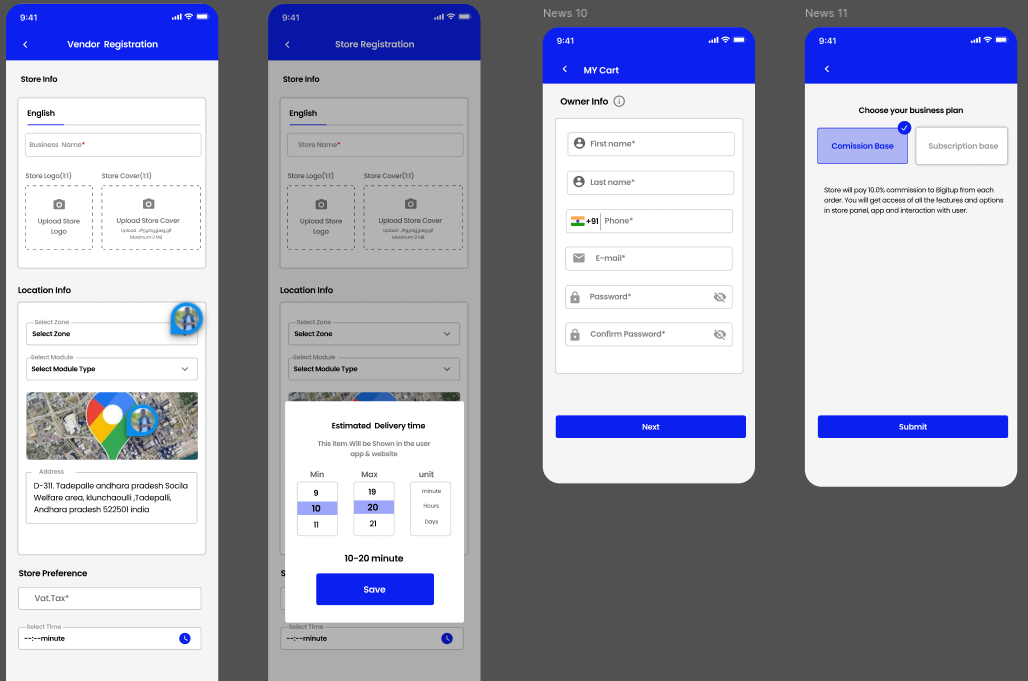 9:41
Vendor Registration
Store Info
English
Business Name*
Store Logo(1:1)
Store Cover(1:1)
Upload Store
Logo
Upload Store Cover
Upload Jpg,png,jpeg,gif
Maximum 2 MB
Location Info
Select Zone
Select Zone
Select Module
Select Module Type
Address
D-311. Tadepalle andhara pradesh Socila
Welfare area, klunchaoulli ,Tadepalli,
Andhara pradesh 522501 india
Store Preference
Vat.Tax*
Select Time
--:--minute
9:41
Store Registration
Store Info
English
Store Name*
Store Logo(1:1)
Store Cover(1:1)
Upload Store
Logo
Upload Store Cover
Upload Jpg,png,jpeg,gif
Maximum 2 MB
Location Info
Select Zone
Select Zone
Select Module
Select Module Type
Estimated Delivery time
This item Will be Shown in the user
app & website
Min
Max
unit
9
19
minute
10
20
Hours
11
21
Days
10-20 minute
Save
S
Select Time
--:--minute
News 10
9:41
MY Cart
Owner Info
First name*
Last name*
+91
Phone*
E-mail*
Password*
Confirm Password*
Next
News 11
9:41
Choose your business plan
Comission Base
Subscription base
Store will pay 10.0% commission to Bigitup from each
order. You will get access of all the features and options
in store panel, app and interaction with user.
Submit